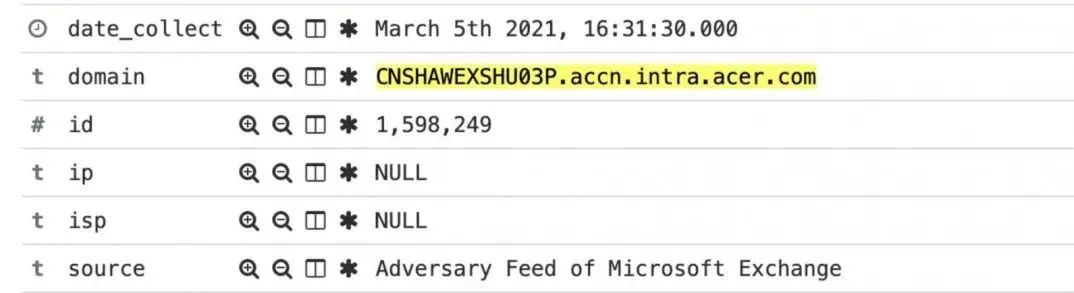 date_collect March 5th 2021, 16:31:30.000
t domain CNSHAWEXSHU03P.accn.intra.acer.com
# id 1,598,249
t ip NULL
t isp NULL
t source Adversary Feed of Microsoft Exchange